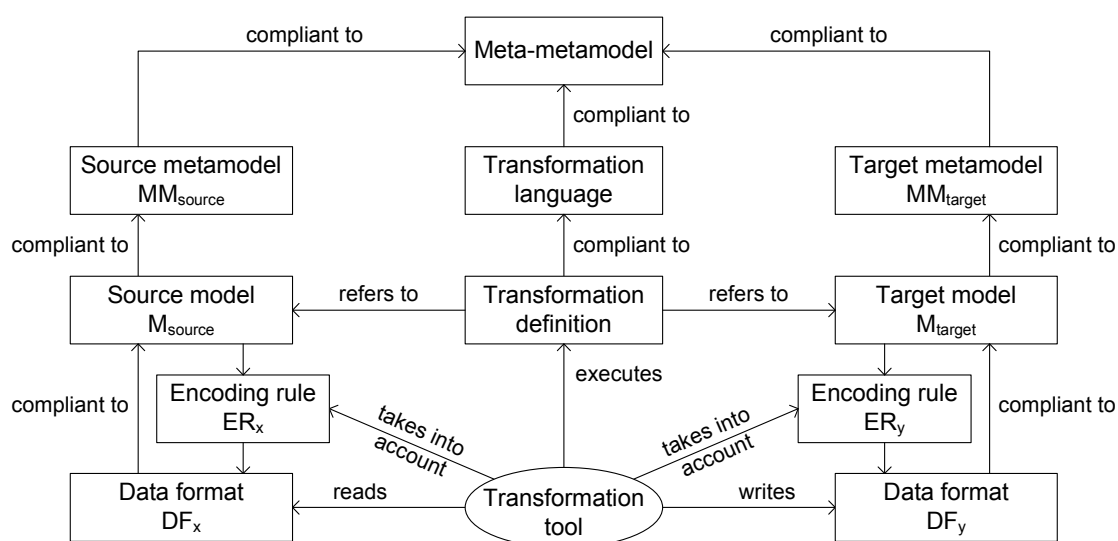 compliant to
Meta-metamodel
compliant to
compliant to
Source metamodel
MMsource
Transformation
language
Target metamodel
MMtarget
compliant to
compliant to
compliant to
Source model
Msource
refers to
Transformation
definition
refers to
Target model
Mtarget
executes
compliant to
Encoding rule
ERx
takes into
account
takes into
account
Encoding rule
ERy
compliant to
Data format
DFx
reads
Transformation
tool
writes
Data format
DFy